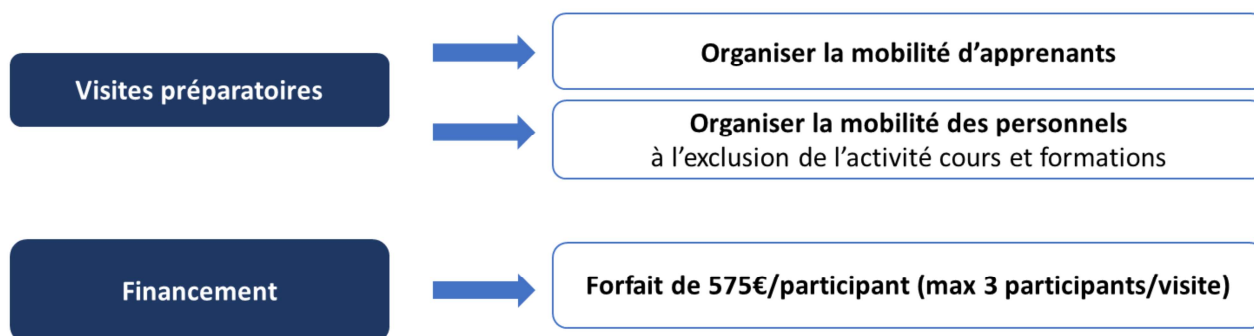 Visites préparatoires
Organiser la mobilité d’apprenants
Organiser la mobilité des personnels
à l’exclusion de l’activité cours et formations
Financement
Forfait de 575€/participant (max 3 participants/visite)